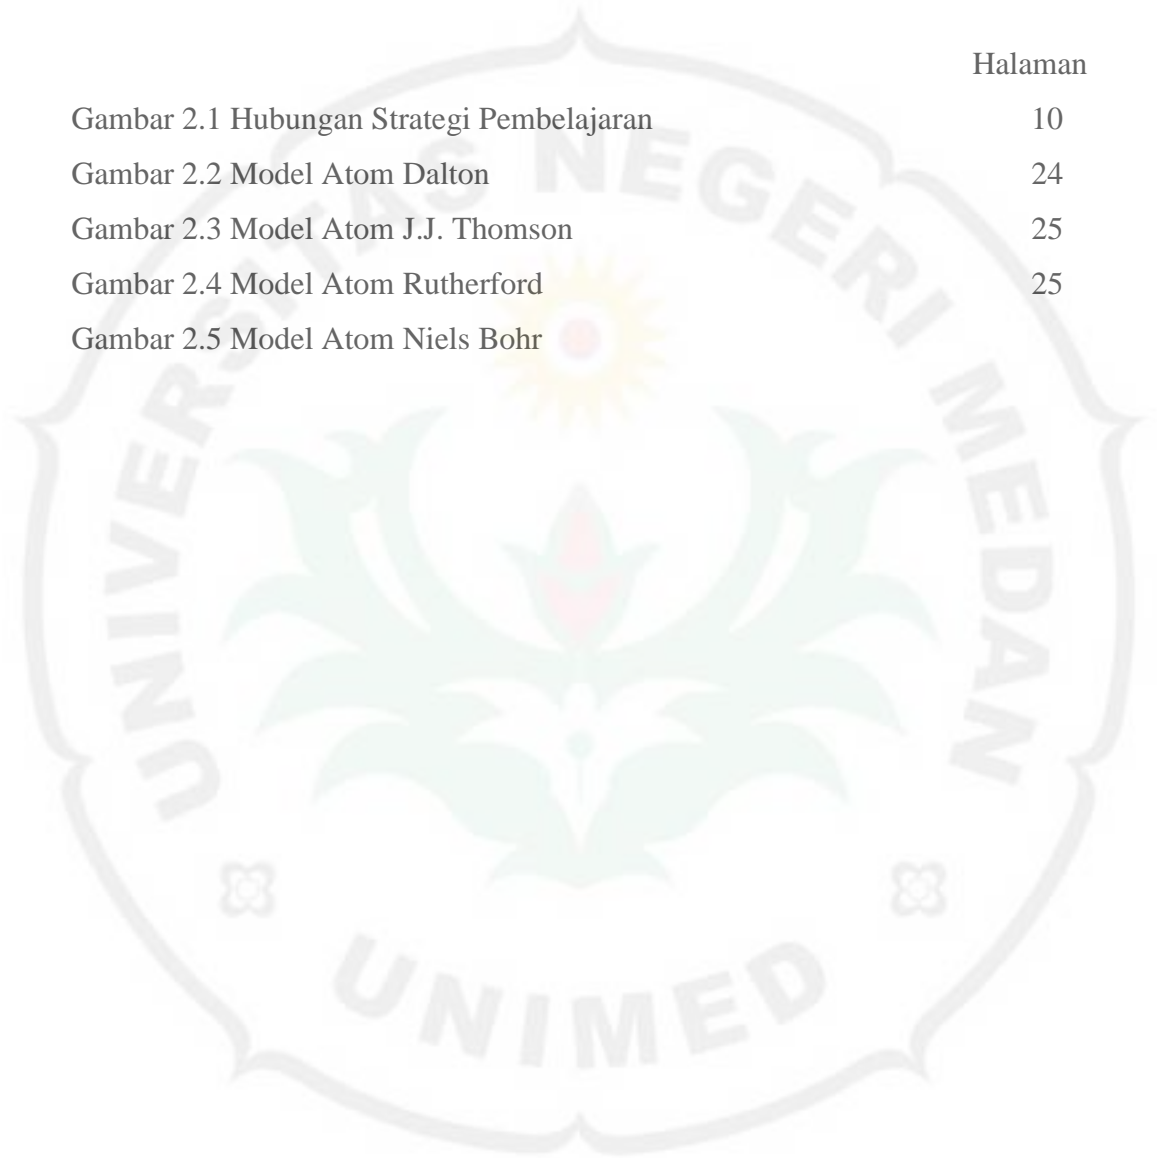 Halaman
Gambar 2.1 Hubungan Strategi Pembelajaran 10
Gambar 2.2 Model Atom Dalton 24
Gambar 2.3 Model Atom J.J. Thomson 25
Gambar 2.4 Model Atom Rutherford 25
Gambar 2.5 Model Atom Niels Bohr
UNIVERSITAS NEGERI MEDAN
UNIMED